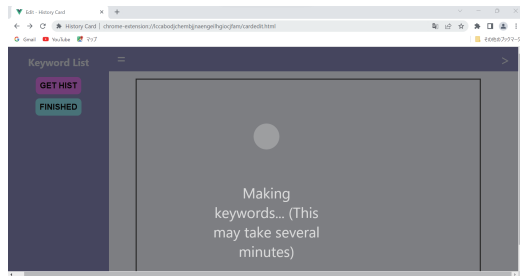 Edit - History Card
History Card | chrome-extension://lccabodjchembjnaengeilhgiocjfam/cardedit.html
Gmail YouTube マップ その他のブックマーク
Keyword List
GET HIST
FINISHED
Making
keywords... (This
may take several
minutes)